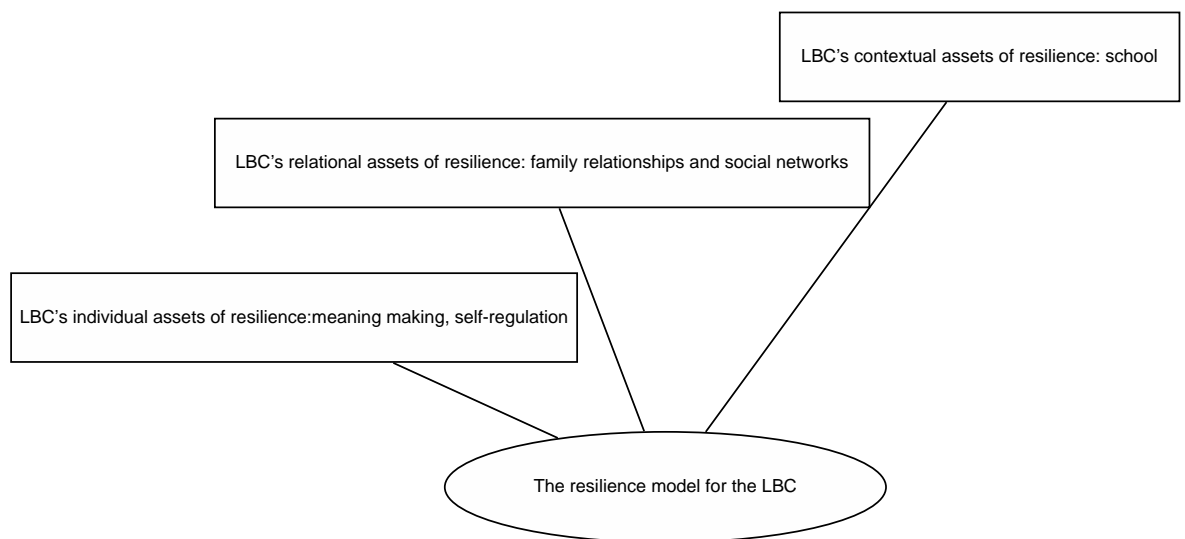 LBC’s contextual assets of resilience: school
LBC’s relational assets of resilience: family relationships and social networks
LBC’s individual assets of resilience:meaning making, self-regulation
The resilience model for the LBC